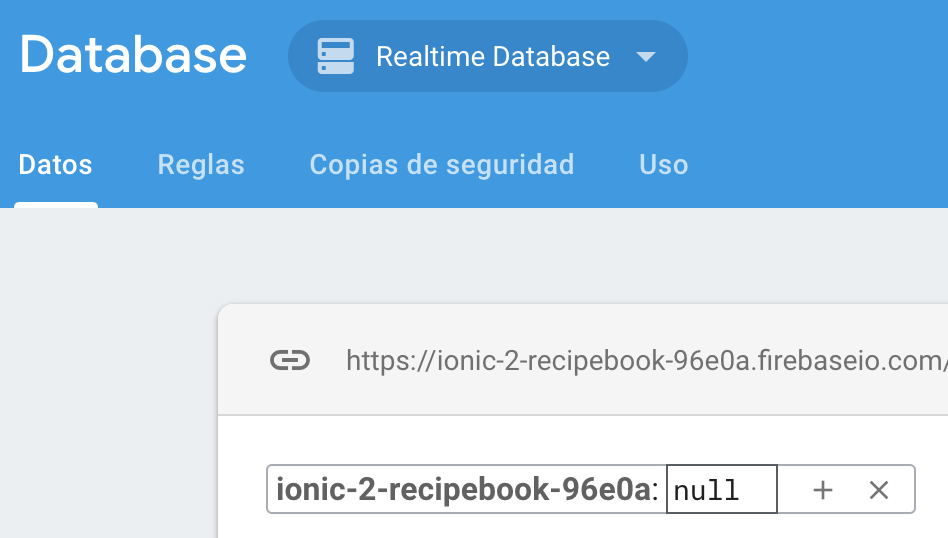 Database Realtime Database
Datos Reglas Copias de seguridad Uso
https://ionic-2-recipebook-96e0a.firebaseio.com/
ionic-2-recipebook-96e0a: null